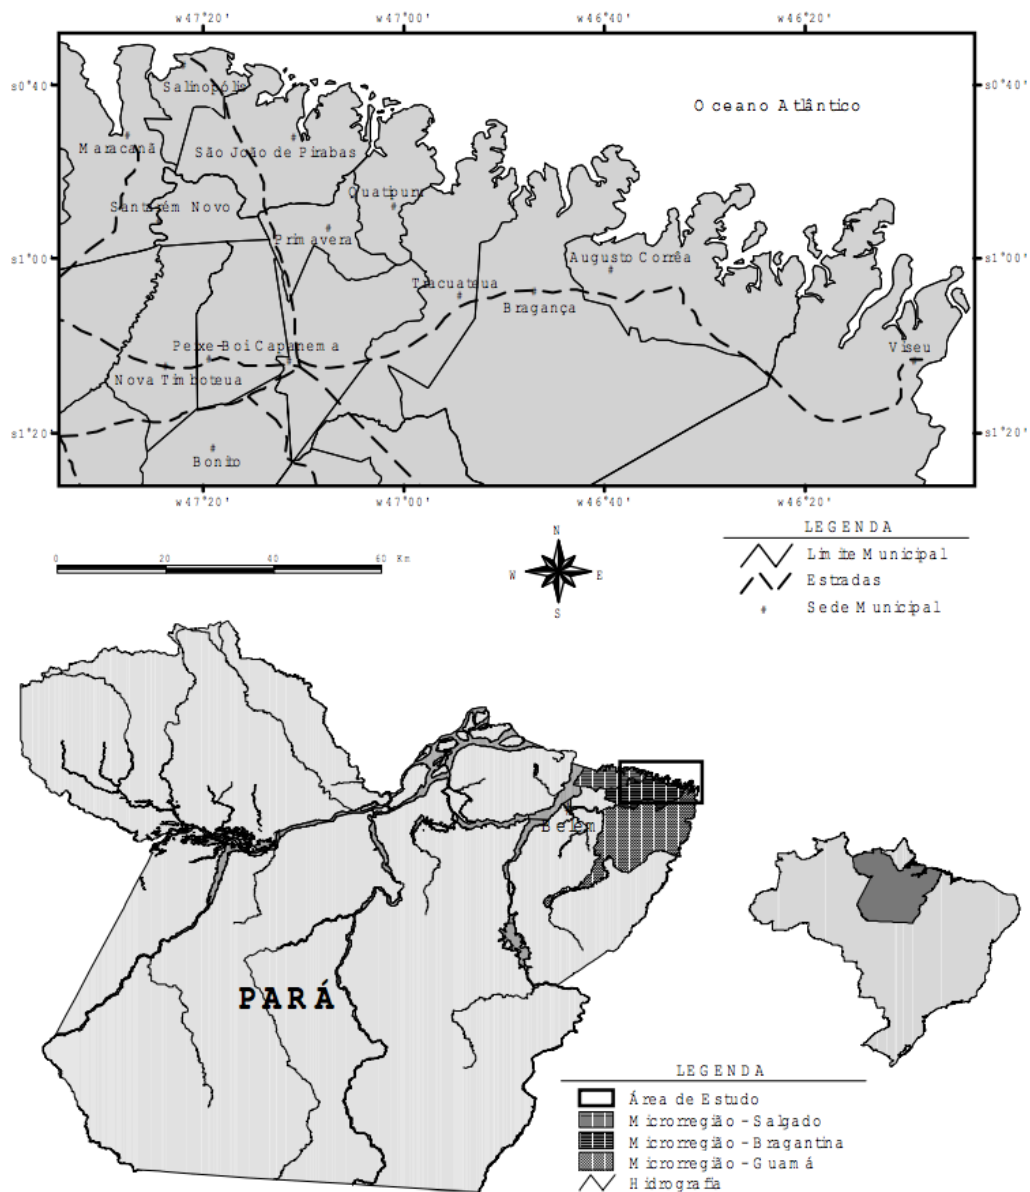 w47°20' w47°00' w46°40' w46°20'
s0°40' s0°40'
Salinopólis
Oceano Atlântico
Maracanã
São João de Pirabas
Quatipuru
Santarém Novo
Primavera
s1°00' s1°00'
Augusto Corrêa
Tracuateua
Bragança
Peixe-Boi Capanema
Viseu
Nova Timboteua
s1°20' s1°20'
Bonito
w47°20' w47°00' w46°40' w46°20'
LEGENDA
Limite Municipal
Estradas
Sede Municipal
0 20 40 60 Km
N
W E
S
Belém
PARÁ
LEGENDA
Área de Estudo
Microrregião - Salgado
Microrregião - Bragantina
Microrregião - Guamá
Hidrografia